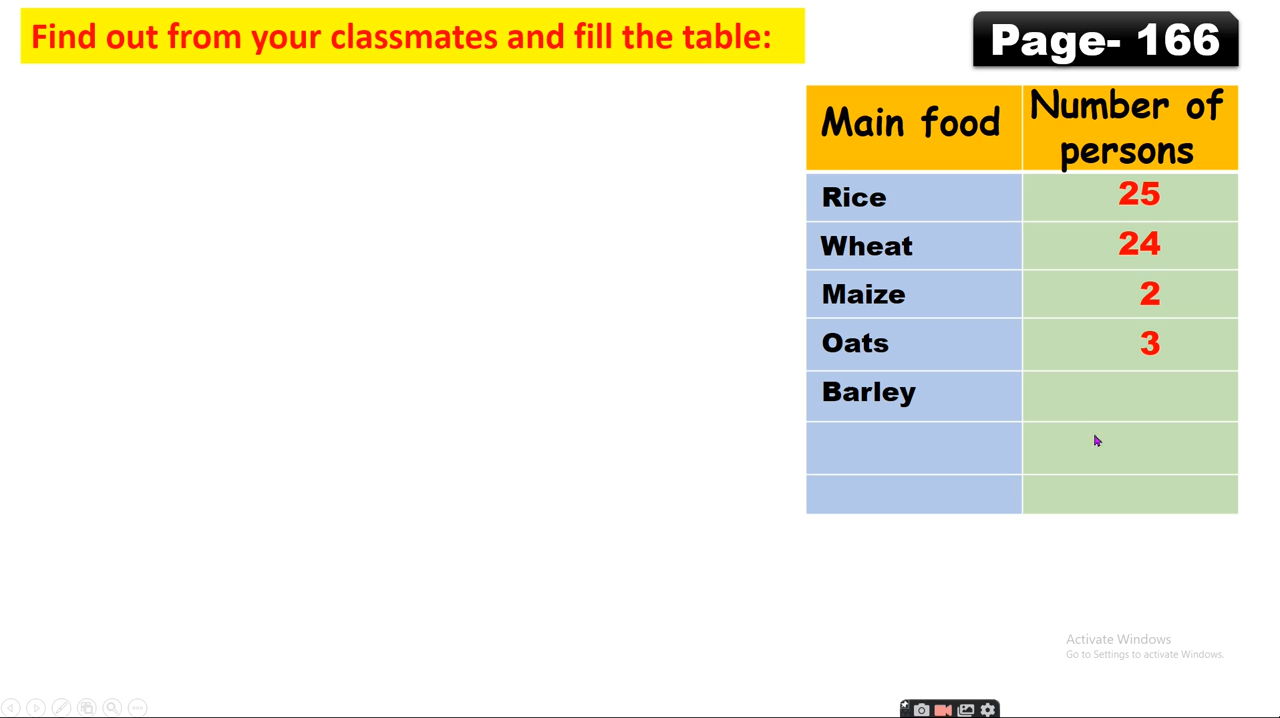 Find out from your classmates and fill the table:
Page- 166
Main food
Number of
persons
Rice
25
Wheat
24
Maize
2
Oats
3
Barley
Activate Windows
Go to Settings to activate Windows.